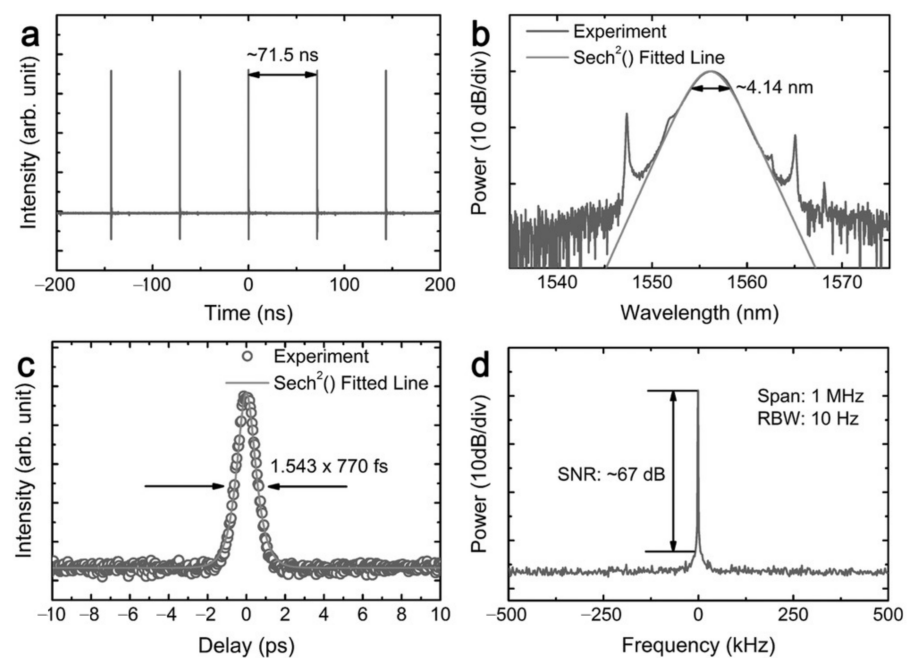 a
~71.5 ns
Intensity (arb. unit)
−200 −100 0 100 200
Time (ns)
b
Experiment
Sech²() Fitted Line
~4.14 nm
Power (10 dB/div)
1540 1550 1560 1570
Wavelength (nm)
c
Experiment
Sech²() Fitted Line
1.543 x 770 fs
Intensity (arb. unit)
−10 −8 −6 −4 −2 0 2 4 6 8 10
Delay (ps)
d
Span: 1 MHz
RBW: 10 Hz
SNR: ~67 dB
Power (10dB/div)
−500 −250 0 250 500
Frequency (kHz)